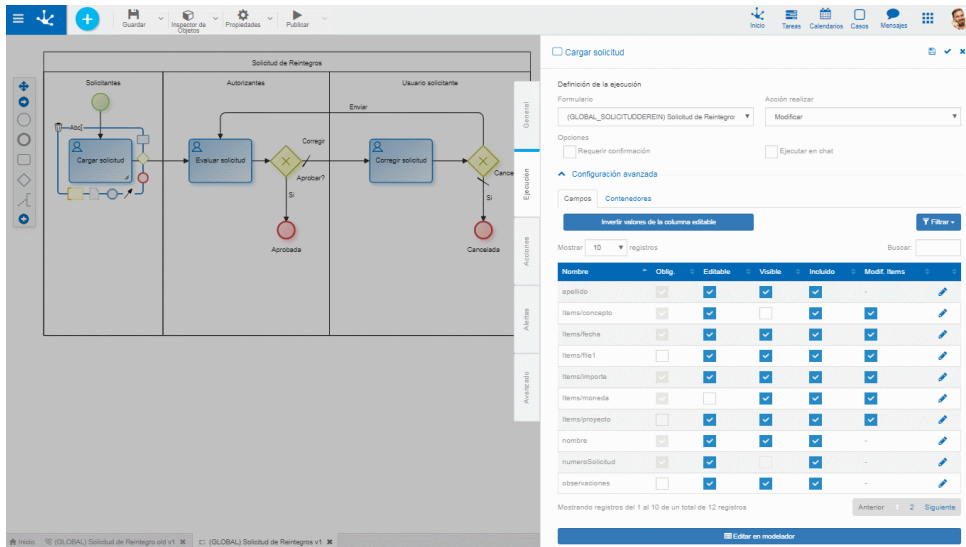 Guardar
Inspector de
Objetos
Propiedades
Publicar
Inicio
Tareas
Calendarios
Casos
Mensajes
Solicitud de Reintegros
Solicitantes
Autorizantes
Usuario solicitante
Abc[
Cargar solicitud
Evaluar solicitud
Corregir solicitud
Enviar
Corregir
Aprobar?
Si
Cance
Si
Aprobada
Cancelada
General
Ejecución
Acciones
Alertas
Avanzado
Cargar solicitud
Definición de la ejecución
Formulario
Acción realizar
(GLOBAL_SOLICITUDDEREIN) Solicitud de Reintegro:
Modificar
Opciones
Requerir confirmación
Ejecutar en chat
Configuración avanzada
Campos
Contenedores
Invertir valores de la columna editable
Filtrar
Mostrar 10 registros
Buscar:
Nombre Oblig. Editable Visible Incluido Modif. Items
apellido -
Items/concepto
Items/fecha
Items/file1
Items/importe
Items/moneda
Items/proyecto
nombre -
numeroSolicitud -
observaciones -
Mostrando registros del 1 al 10 de un total de 12 registros
Anterior 1 2 Siguiente
Editar en modelador
Inicio
(GLOBAL) Solicitud de Reintegro old v1
(GLOBAL) Solicitud de Reintegros v1